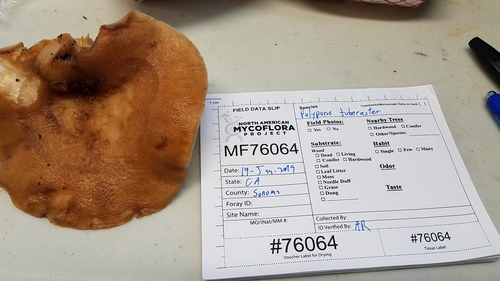 FIELD DATA SLIP
NORTH AMERICAN
MYCOFLORA
PROJECT
MF76064
Date: 19-Jan-2019
State: CA
County: Sonoma
Foray ID:
Site Name:
MO/iNat/MM #:
Species
Polyporus tuberaster
Field Photos:
Yes No
Substrate:
Wood
Dead Living
Conifer Hardwood
Soil
Leaf Litter
Moss
Needle Duff
Grass
Dung
Nearby Trees
Hardwood Conifer
Other/Species:
Habit
Single Few Many
Odor
Taste
Collected By:
ID Verified by: AR
#76064
Voucher Label for Drying
#76064
Tissue Label